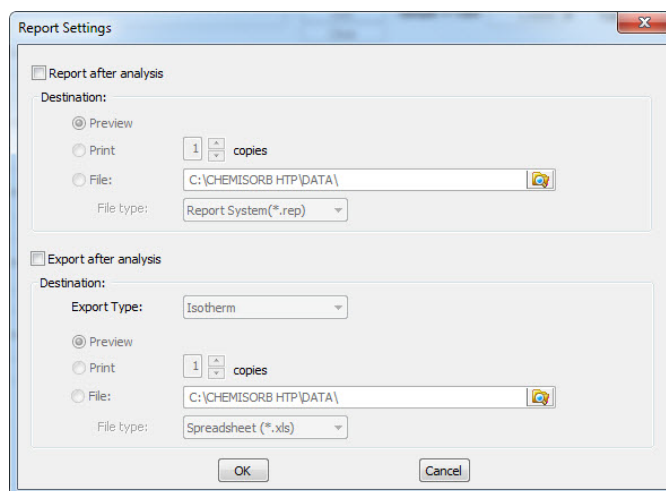 Report Settings
Report after analysis
Destination:
Preview
Print 1 copies
File: C:\CHEMISORB HTP\DATA\
File type: Report System(*.rep)
Export after analysis
Destination:
Export Type: Isotherm
Preview
Print 1 copies
File: C:\CHEMISORB HTP\DATA\
File type: Spreadsheet (*.xls)
OK Cancel